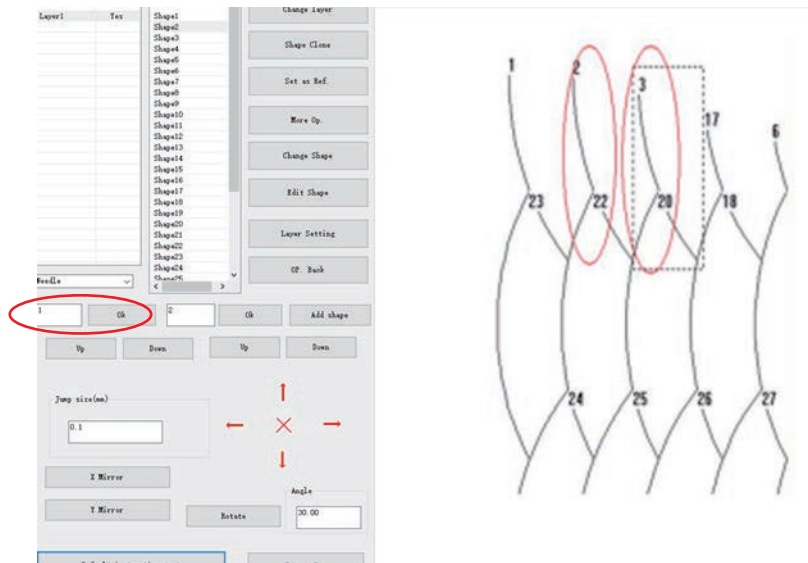 Layer1 Yes
Shape1
Shape2
Shape3
Shape4
Shape5
Shape6
Shape7
Shape8
Shape9
Shape10
Shape11
Shape12
Shape13
Shape14
Shape15
Shape16
Shape17
Shape18
Shape19
Shape20
Shape21
Shape22
Shape23
Shape24
Shape25
Change layer
Shape Clone
Set as Ref.
More Op.
Change Shape
Edit Shape
Layer Setting
OP. Back
1 Ok 2 Ok Add shape
Up Down Up Down
Jump size(mm)
0.1
X Mirror
Y Mirror
Rotate
Angle
30.00
1 2 3 17 6
23 22 20 18
24 25 26 27